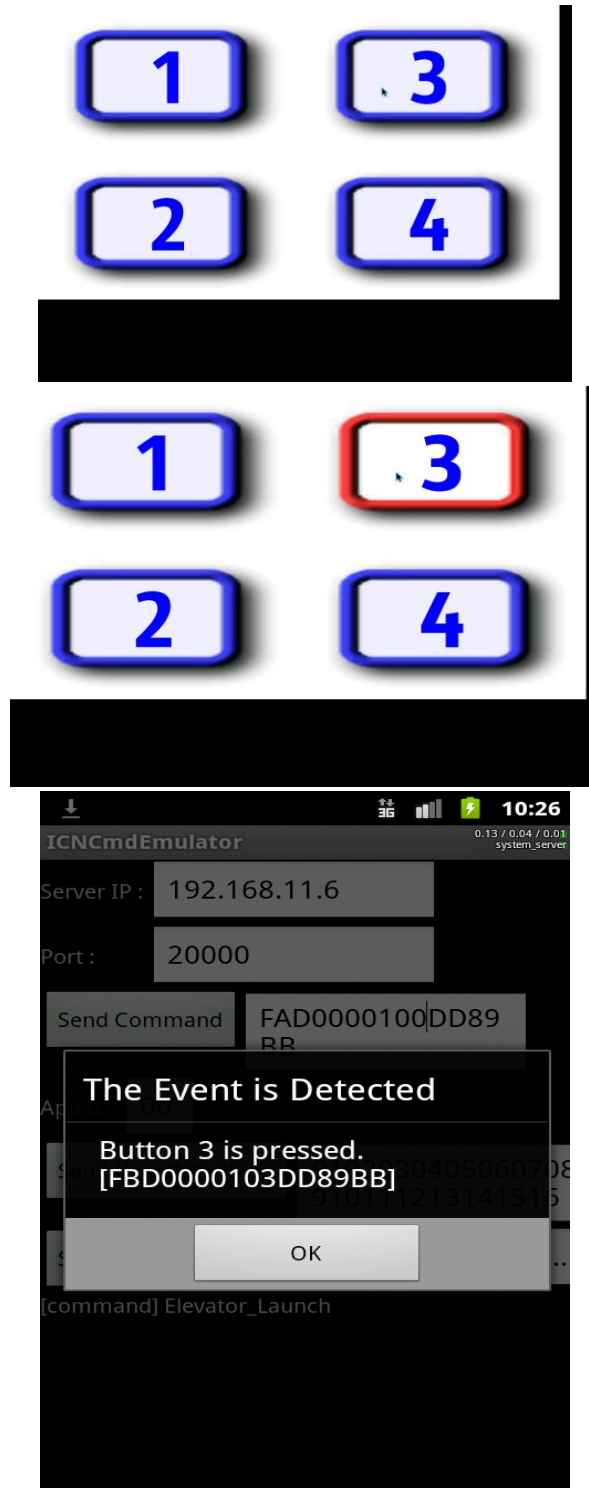 1 3
2 4
1 3
2 4
3G 10:26
ICNCmdEmulator 0.13 / 0.04 / 0.01
system_server
Server IP : 192.168.11.6
Port : 20000
Send Command FAD0000100DD89
BB
The Event is Detected
Button 3 is pressed.
[FBD0000103DD89BB]
OK
[command] Elevator_Launch